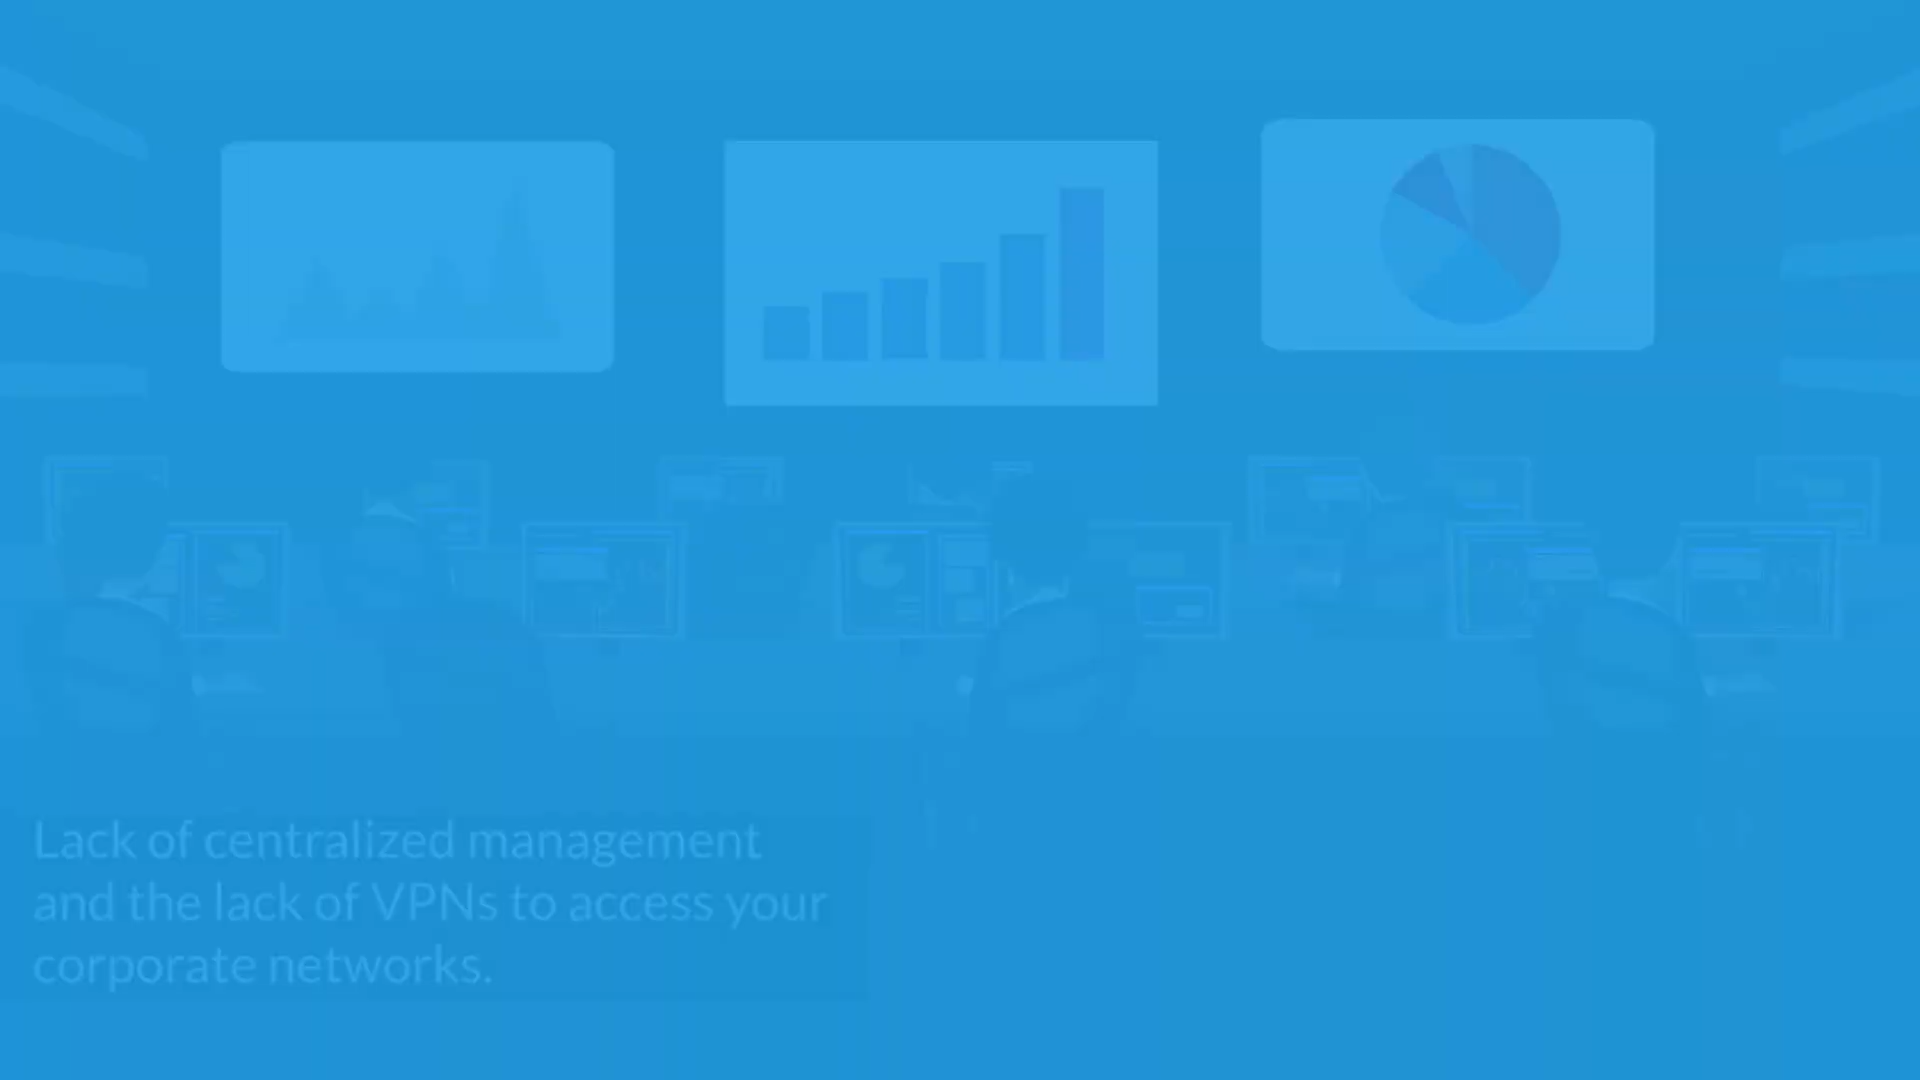 Lack of centralized management
and the lack of VPNs to access your
corporate networks.